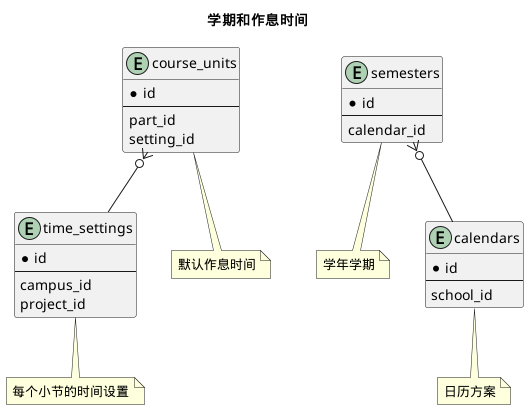 学期和作息时间
E course_units
* id
part_id
setting_id
E semesters
* id
calendar_id
E time_settings
* id
campus_id
project_id
默认作息时间
学年学期
E calendars
* id
school_id
每个小节的时间设置
日历方案